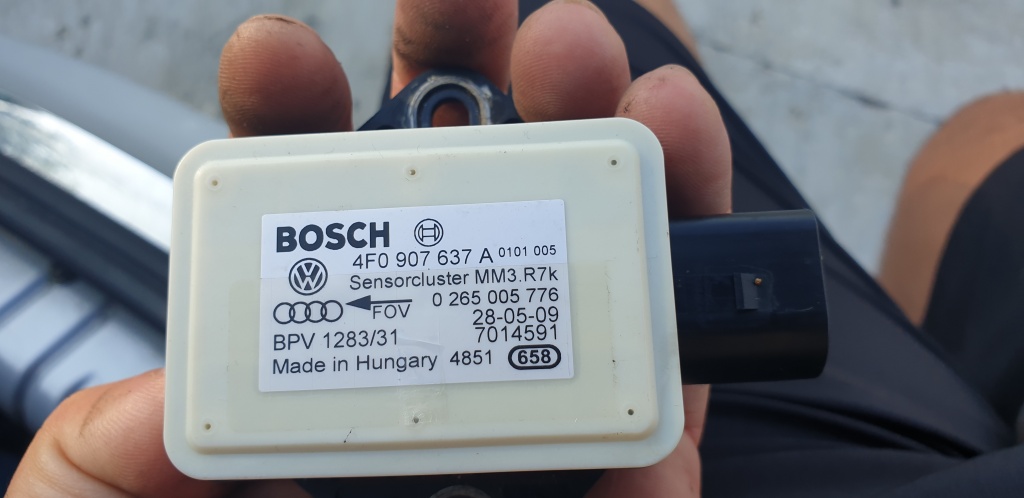 BOSCH
4F0 907 637 A 0101 005
Sensorcluster MM3.R7k
FOV 0 265 005 776
28-05-09
BPV 1283/31 7014591
Made in Hungary 4851 658